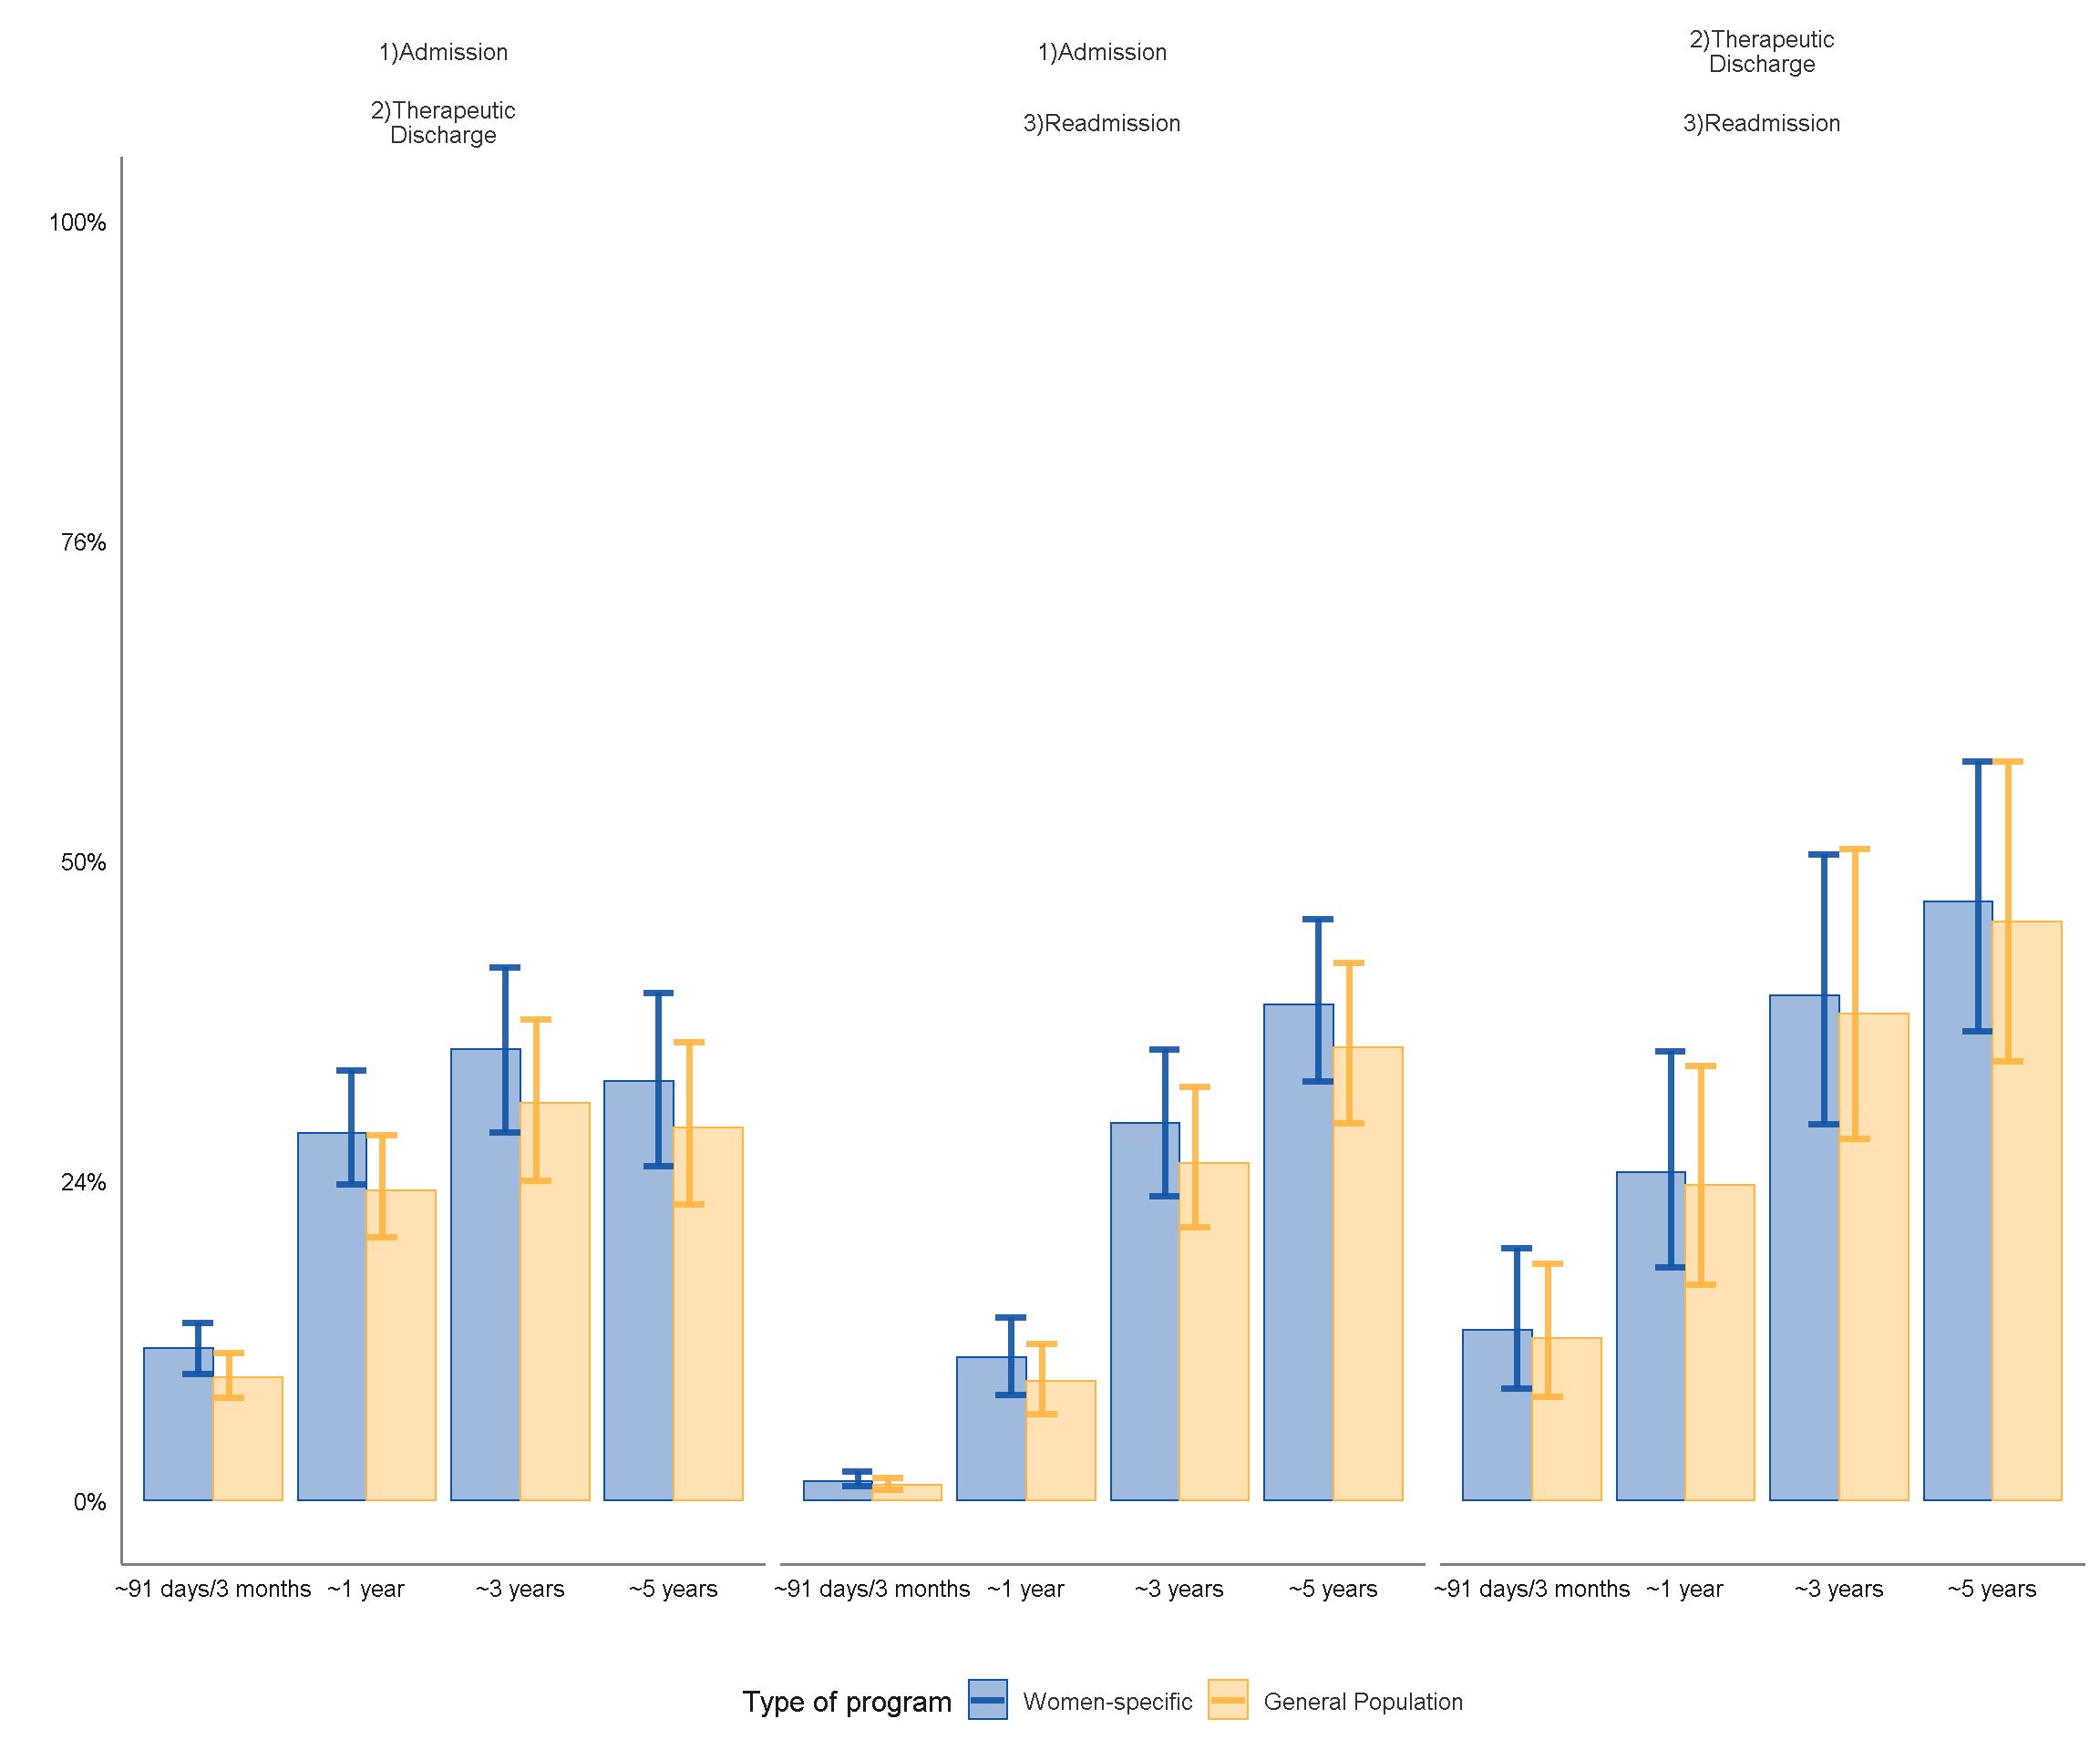 1)Admission
2)Therapeutic
Discharge
1)Admission
3)Readmission
2)Therapeutic
Discharge
3)Readmission
100%
76%
50%
24%
0%
~91 days/3 months ~1 year ~3 years ~5 years
~91 days/3 months ~1 year ~3 years ~5 years
~91 days/3 months ~1 year ~3 years ~5 years
Type of program Women-specific General Population